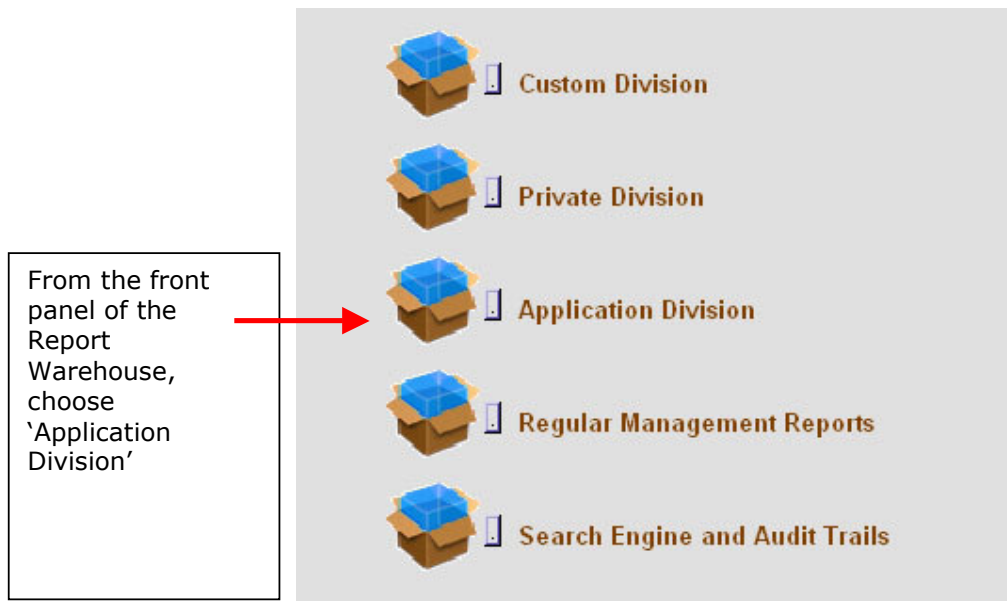 Custom Division
Private Division
From the front
panel of the
Report
Warehouse,
choose
‘Application
Division’
Application Division
Regular Management Reports
Search Engine and Audit Trails